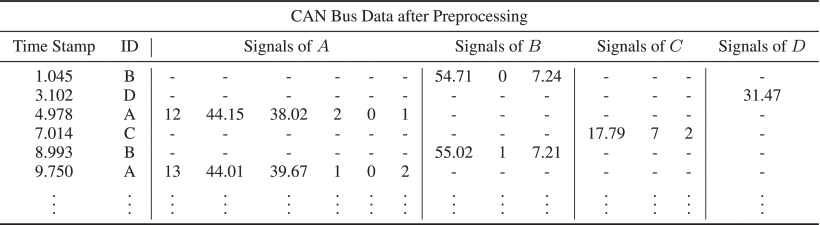 CAN Bus Data after Preprocessing
Time Stamp ID Signals of A Signals of B Signals of C Signals of D
1.045 B - - - - - - 54.71 0 7.24 - - - -
3.102 D - - - - - - - - - - - - 31.47
4.978 A 12 44.15 38.02 2 0 1 - - - - - - -
7.014 C - - - - - - - - - 17.79 7 2 -
8.993 B - - - - - - 55.02 1 7.21 - - - -
9.750 A 13 44.01 39.67 1 0 2 - - - - - - -
⋮ ⋮ ⋮ ⋮ ⋮ ⋮ ⋮ ⋮ ⋮ ⋮ ⋮ ⋮ ⋮ ⋮ ⋮